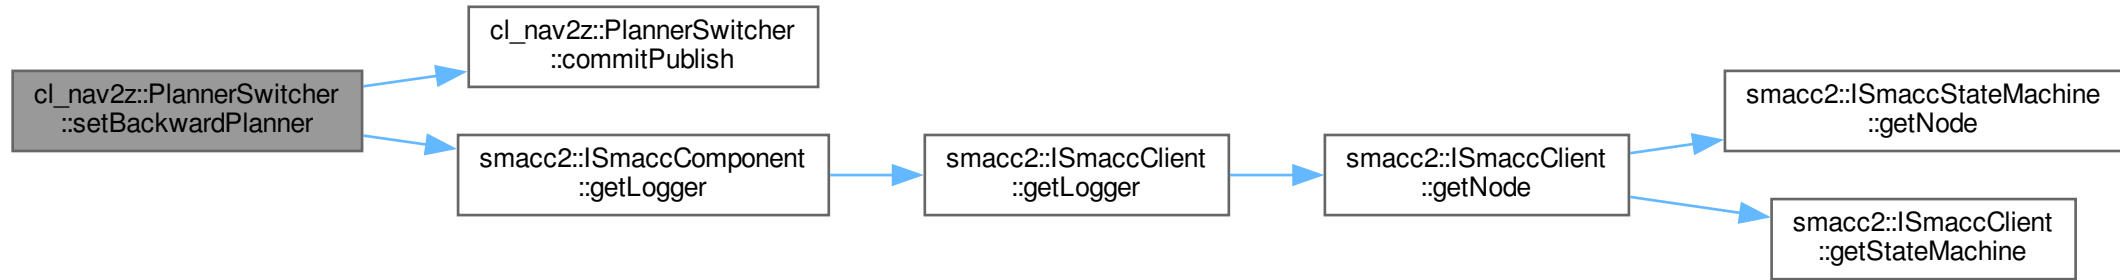 cl_nav2z::PlannerSwitcher
::setBackwardPlanner
cl_nav2z::PlannerSwitcher
::commitPublish
smacc2::ISmaccComponent
::getLogger
smacc2::ISmaccClient
::getLogger
smacc2::ISmaccClient
::getNode
smacc2::ISmaccStateMachine
::getNode
smacc2::ISmaccClient
::getStateMachine